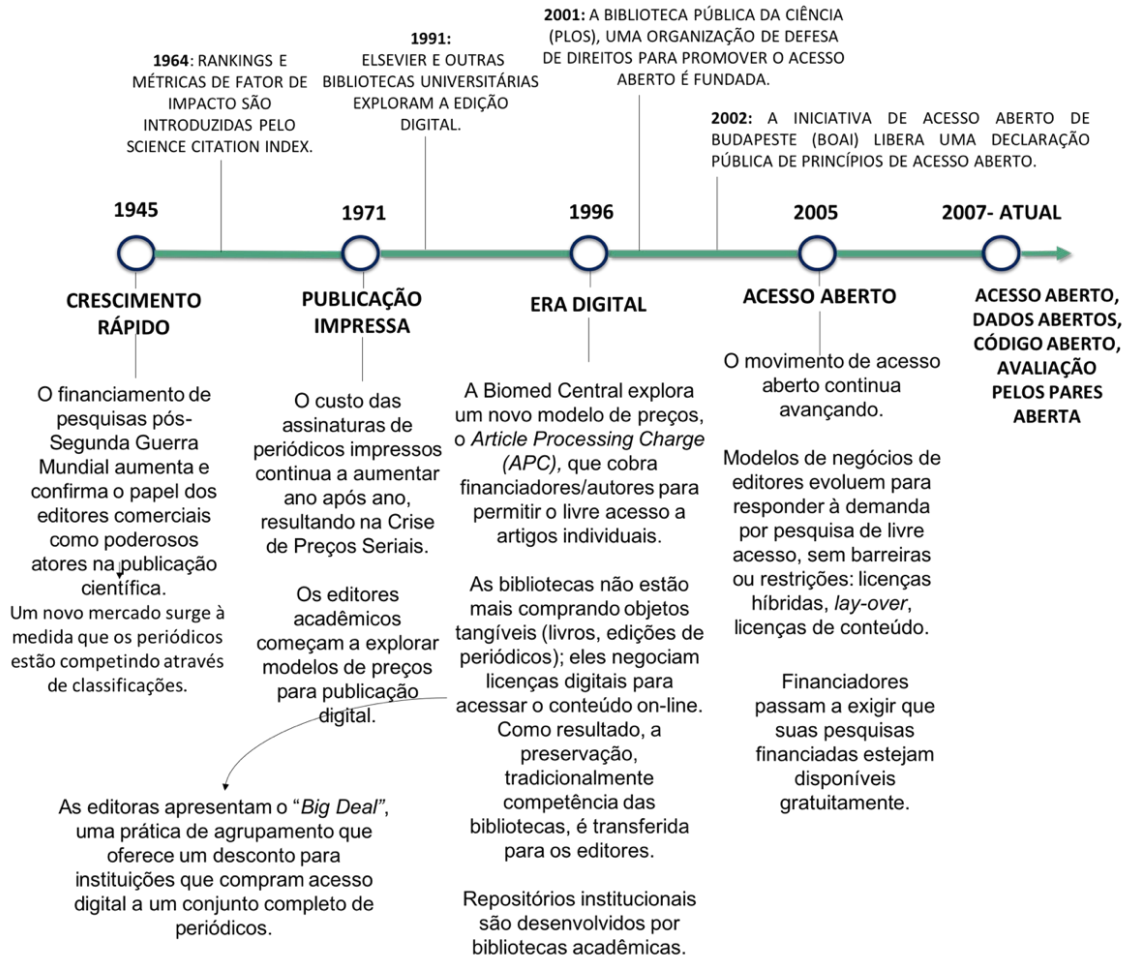 1964: RANKINGS E
MÉTRICAS DE FATOR DE
IMPACTO SÃO
INTRODUZIDAS PELO
SCIENCE CITATION INDEX.
1991:
ELSEVIER E OUTRAS
BIBLIOTECAS UNIVERSITÁRIAS
EXPLORAM A EDIÇÃO
DIGITAL.
2001: A BIBLIOTECA PÚBLICA DA CIÊNCIA
(PLOS), UMA ORGANIZAÇÃO DE DEFESA
DE DIREITOS PARA PROMOVER O ACESSO
ABERTO É FUNDADA.
2002: A INICIATIVA DE ACESSO ABERTO DE
BUDAPESTE (BOAI) LIBERA UMA DECLARAÇÃO
PÚBLICA DE PRINCÍPIOS DE ACESSO ABERTO.
1945
1971
1996
2005
2007- ATUAL
CRESCIMENTO
RÁPIDO
O financiamento de
pesquisas pós-
Segunda Guerra
Mundial aumenta e
confirma o papel dos
editores comerciais
como poderosos
atores na publicação
científica.
Um novo mercado surge à
medida que os periódicos
estão competindo através
de classificações.
PUBLICAÇÃO
IMPRESSA
O custo das
assinaturas de
periódicos impressos
continua a aumentar
ano após ano,
resultando na Crise
de Preços Seriais.
Os editores
acadêmicos
começam a explorar
modelos de preços
para publicação
digital.
As editoras apresentam o “Big Deal”,
uma prática de agrupamento que
oferece um desconto para
instituições que compram acesso
digital a um conjunto completo de
periódicos.
ERA DIGITAL
A Biomed Central explora
um novo modelo de preços,
o Article Processing Charge
(APC), que cobra
financiadores/autores para
permitir o livre acesso a
artigos individuais.
As bibliotecas não estão
mais comprando objetos
tangíveis (livros, edições de
periódicos); eles negociam
licenças digitais para
acessar o conteúdo on-line.
Como resultado, a
preservação,
tradicionalmente
competência das
bibliotecas, é transferida
para os editores.
Repositórios institucionais
são desenvolvidos por
bibliotecas acadêmicas.
ACESSO ABERTO
O movimento de acesso
aberto continua
avançando.
Modelos de negócios de
editores evoluem para
responder à demanda
por pesquisa de livre
acesso, sem barreiras
ou restrições: licenças
híbridas, lay-over,
licenças de conteúdo.
Financiadores
passam a exigir que
suas pesquisas
financiadas estejam
disponíveis
gratuitamente.
ACESSO ABERTO,
DADOS ABERTOS,
CÓDIGO ABERTO,
AVALIAÇÃO
PELOS PARES
ABERTA